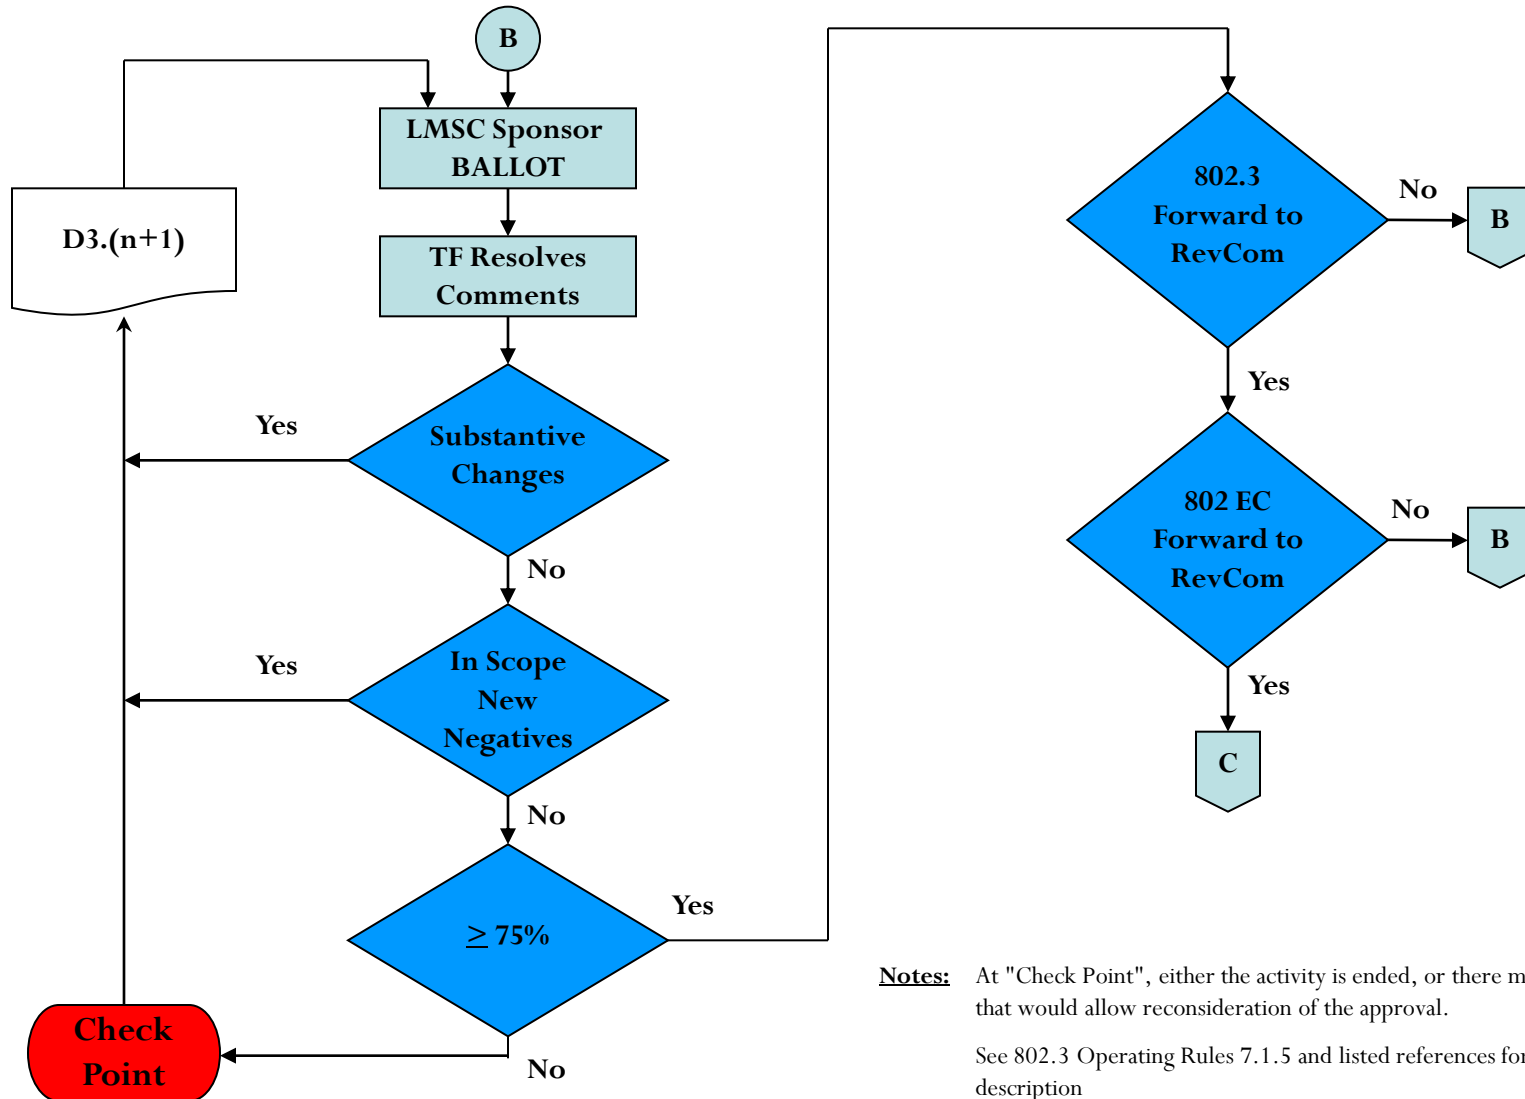 B
LMSC Sponsor
BALLOT
D3.(n+1)
TF Resolves
Comments
Yes
Substantive
Changes
No
Yes
In Scope
New
Negatives
No
≥ 75%
Yes
Check
Point
No
802.3
Forward to
RevCom
No
B
Yes
802 EC
Forward to
RevCom
No
B
Yes
C
Notes: At "Check Point", either the activity is ended, or there m
that would allow reconsideration of the approval.
See 802.3 Operating Rules 7.1.5 and listed references for
description